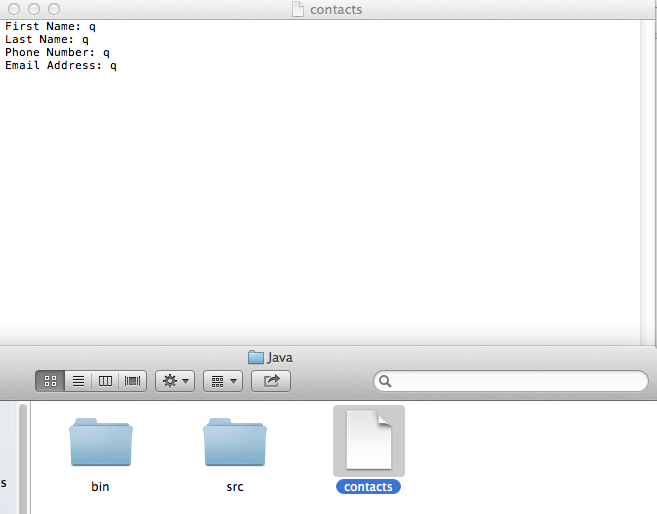 contacts
First Name: q
Last Name: q
Phone Number: q
Email Address: q
Java
s
bin
src
contacts